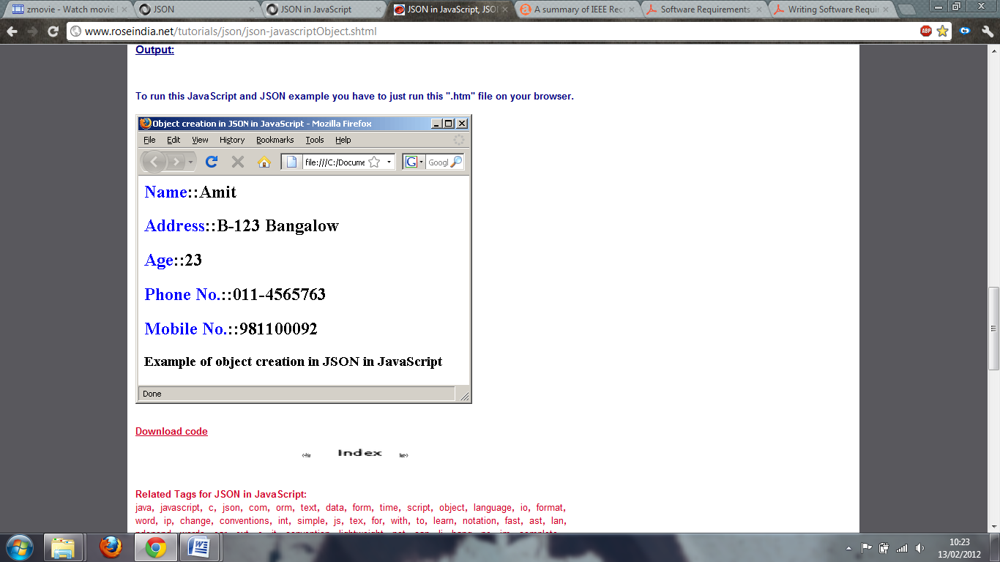 zmovie - Watch movie
JSON
JSON in JavaScript
JSON in JavaScript, JSO
A summary of IEEE Rec
Software Requirements
Writing Software Requi
www.roseindia.net/tutorials/json/json-javascriptObject.shtml
ABP
Output:
To run this JavaScript and JSON example you have to just run this ".htm" file on your browser.
Object creation in JSON in JavaScript - Mozilla Firefox
File Edit View History Bookmarks Tools Help
file:///C:/Docume
G
Googl
Name::Amit
Address::B-123 Bangalow
Age::23
Phone No.::011-4565763
Mobile No.::981100092
Example of object creation in JSON in JavaScript
Done
Download code
Index
Related Tags for JSON in JavaScript:
java, javascript, c, json, com, orm, text, data, form, time, script, object, language, io, format,
word, ip, change, conventions, int, simple, js, tex, for, with, to, learn, notation, fast, ast, lan,
10:23
13/02/2012